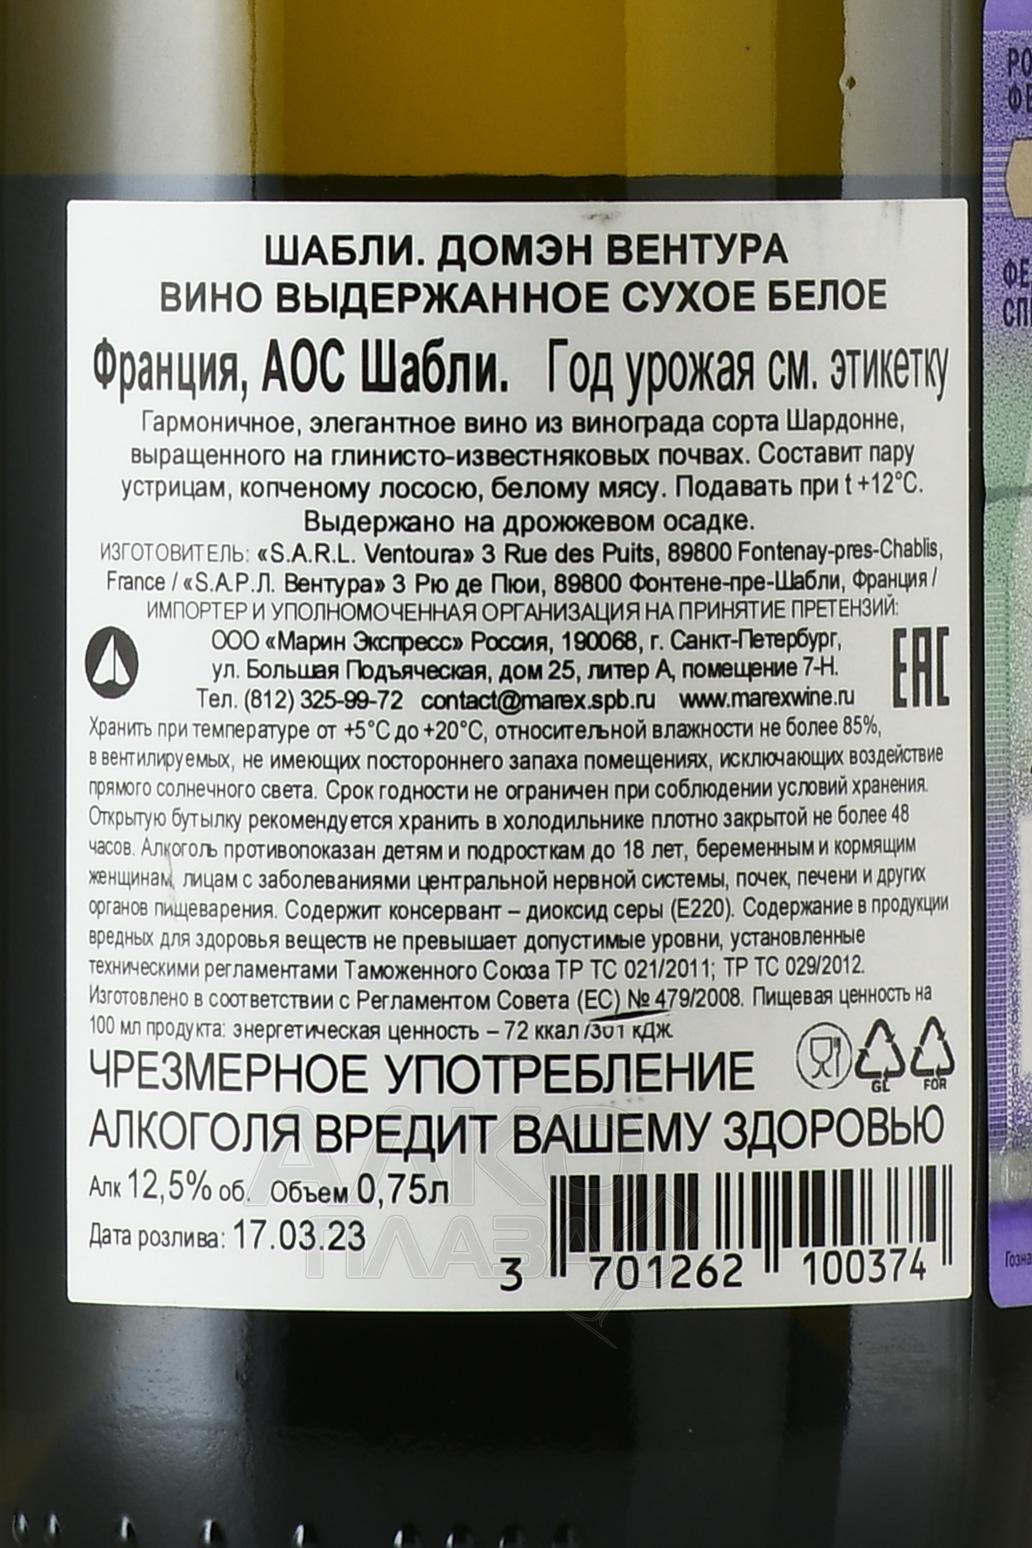 ШАБЛИ. ДОМЭН ВЕНТУРА
ВИНО ВЫДЕРЖАННОЕ СУХОЕ БЕЛОЕ
Франция, АОС Шабли. Год урожая см. этикетку
Гармоничное, элегантное вино из винограда сорта Шардонне,
выращенного на глинисто-известняковых почвах. Составит пару
устрицам, копченому лососю, белому мясу. Подавать при t +12°C.
Выдержано на дрожжевом осадке.
ИЗГОТОВИТЕЛЬ: «S.A.R.L. Ventoura» 3 Rue des Puits, 89800 Fontenay-pres-Chablis,
France / «S.A.Р.Л. Вентура» 3 Рю де Пюи, 89800 Фонтене-пре-Шабли, Франция /
ИМПОРТЕР И УПОЛНОМОЧЕННАЯ ОРГАНИЗАЦИЯ НА ПРИНЯТИЕ ПРЕТЕНЗИЙ:
ООО «Марин Экспресс» Россия, 190068, г. Санкт-Петербург,
ул. Большая Подъяческая, дом 25, литер А, помещение 7-Н.
Тел. (812) 325-99-72 contact@marex.spb.ru www.marexwine.ru
EAC
Хранить при температуре от +5°C до +20°C, относительной влажности не более 85%,
в вентилируемых, не имеющих постороннего запаха помещениях, исключающих воздействие
прямого солнечного света. Срок годности не ограничен при соблюдении условий хранения.
Открытую бутылку рекомендуется хранить в холодильнике плотно закрытой не более 48
часов. Алкоголь противопоказан детям и подросткам до 18 лет, беременным и кормящим
женщинам, лицам с заболеваниями центральной нервной системы, почек, печени и других
органов пищеварения. Содержит консервант – диоксид серы (E220). Содержание в продукции
вредных для здоровья веществ не превышает допустимые уровни, установленные
техническими регламентами Таможенного Союза ТР ТС 021/2011; ТР ТС 029/2012.
Изготовлено в соответствии с Регламентом Совета (ЕС) № 479/2008. Пищевая ценность на
100 мл продукта: энергетическая ценность – 72 ккал /301 кДж.
GL FOR
ЧРЕЗМЕРНОЕ УПОТРЕБЛЕНИЕ
АЛКОГОЛЯ ВРЕДИТ ВАШЕМУ ЗДОРОВЬЮ
Алк 12,5% об. Объем 0,75л
Дата розлива: 17.03.23
3 701262 100374
АЛКО
ПЛАЗА
РО
ФЕ
ФЕ
СП
Гозна